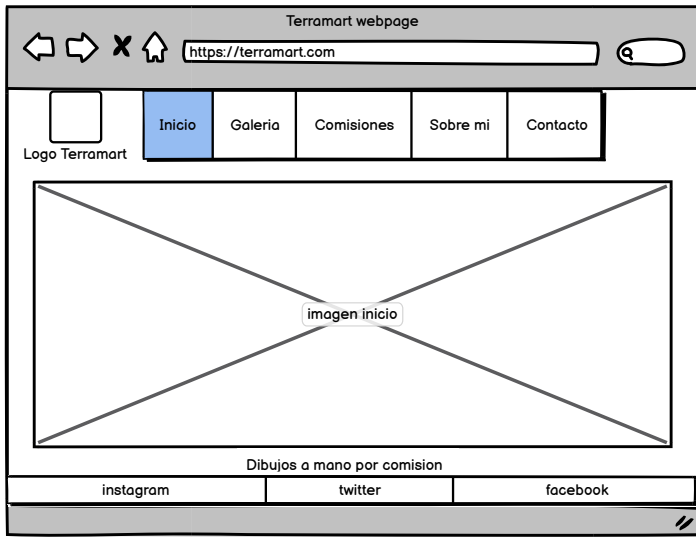 Terramart webpage
https://terramart.com
Inicio
Galeria
Comisiones
Sobre mi
Contacto
Logo Terramart
imagen inicio
Dibujos a mano por comision
instagram
twitter
facebook